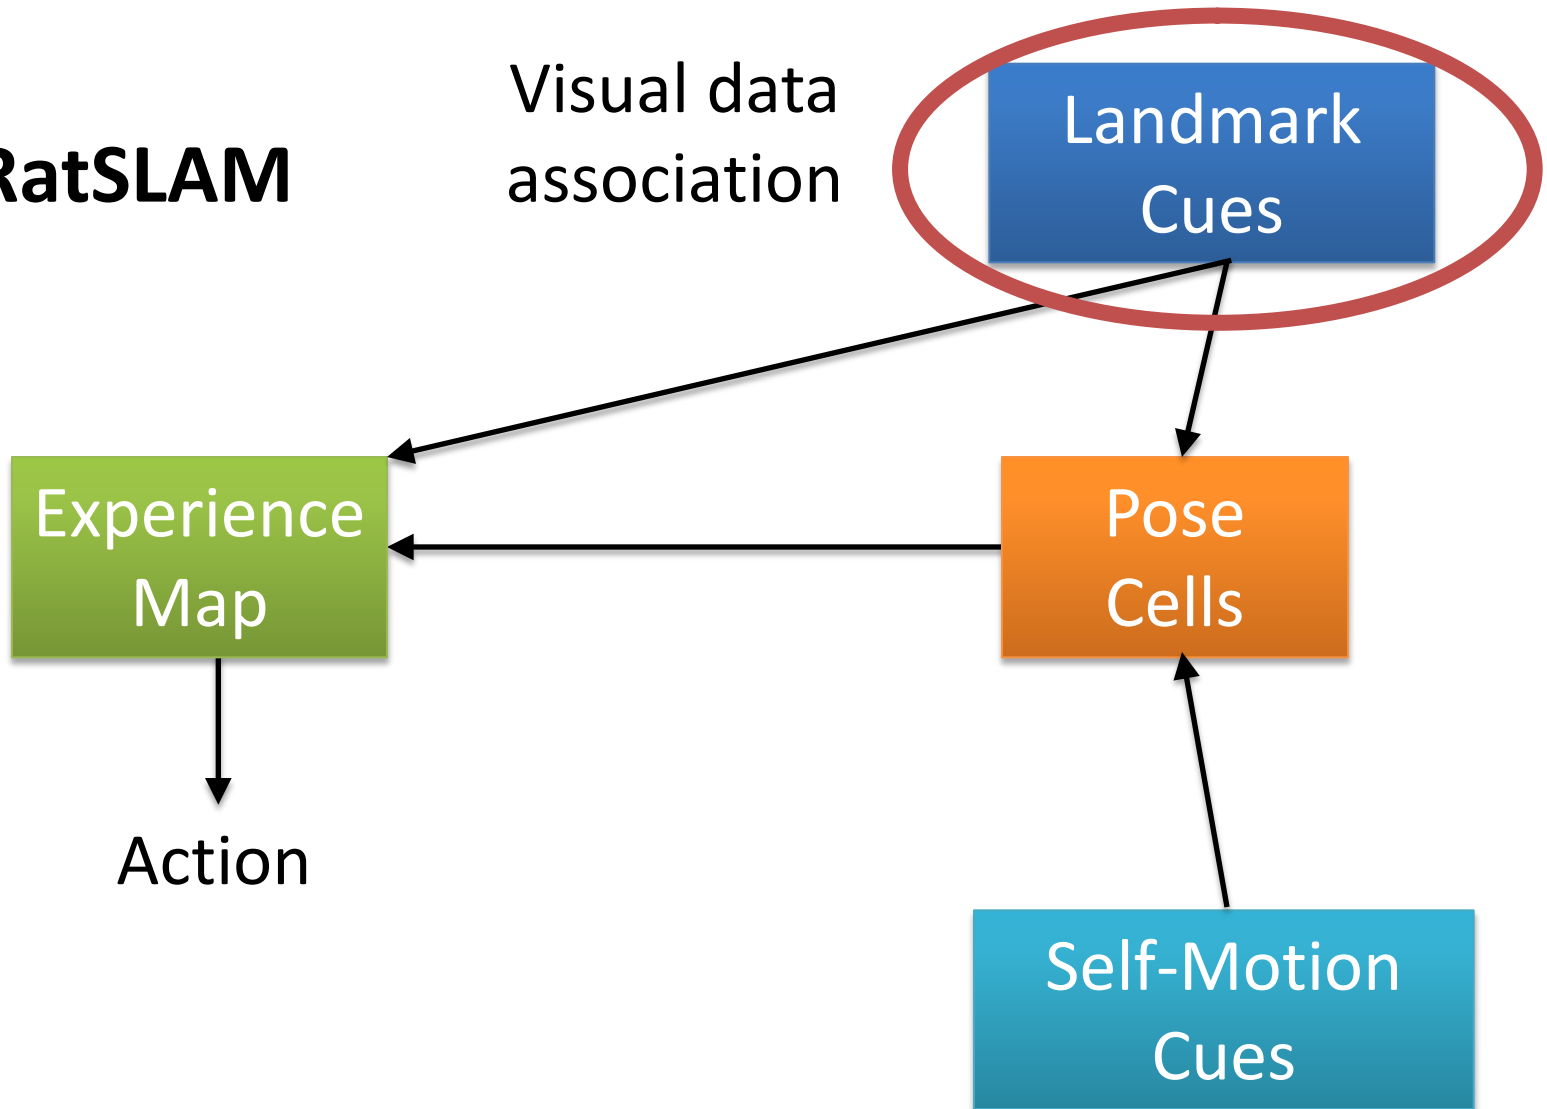 RatSLAM
Visual data
association
Landmark
Cues
Experience
Map
Pose
Cells
Action
Self-Motion
Cues